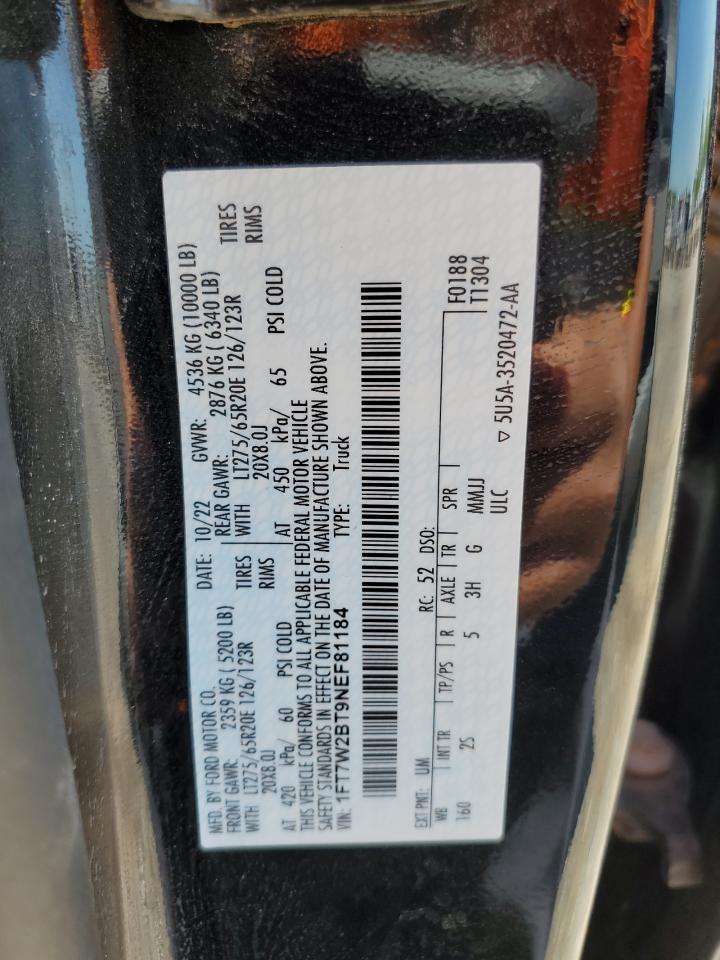 MFD. BY FORD MOTOR CO.
DATE: 10/22 GVWR: 4536 KG (10000 LB)
FRONT GAWR: 2359 KG ( 5200 LB) REAR GAWR: 2876 KG ( 6340 LB)
WITH LT275/65R20E 126/123R TIRES WITH LT275/65R20E 126/123R TIRES
20X8.0J RIMS 20X8.0J RIMS
AT 420 kPa/ 60 PSI COLD AT 450 kPa/ 65 PSI COLD
THIS VEHICLE CONFORMS TO ALL APPLICABLE FEDERAL MOTOR VEHICLE
SAFETY STANDARDS IN EFFECT ON THE DATE OF MANUFACTURE SHOWN ABOVE.
VIN: 1FT7W2BT9NEF81184 TYPE: Truck
EXT PNT: UM RC: 52 DSO: F0188
WB INT TR TP/PS R AXLE TR SPR T1304
160 2S 5 3H G MMJJ
ULC ▽ 5U5A-3520472-AA